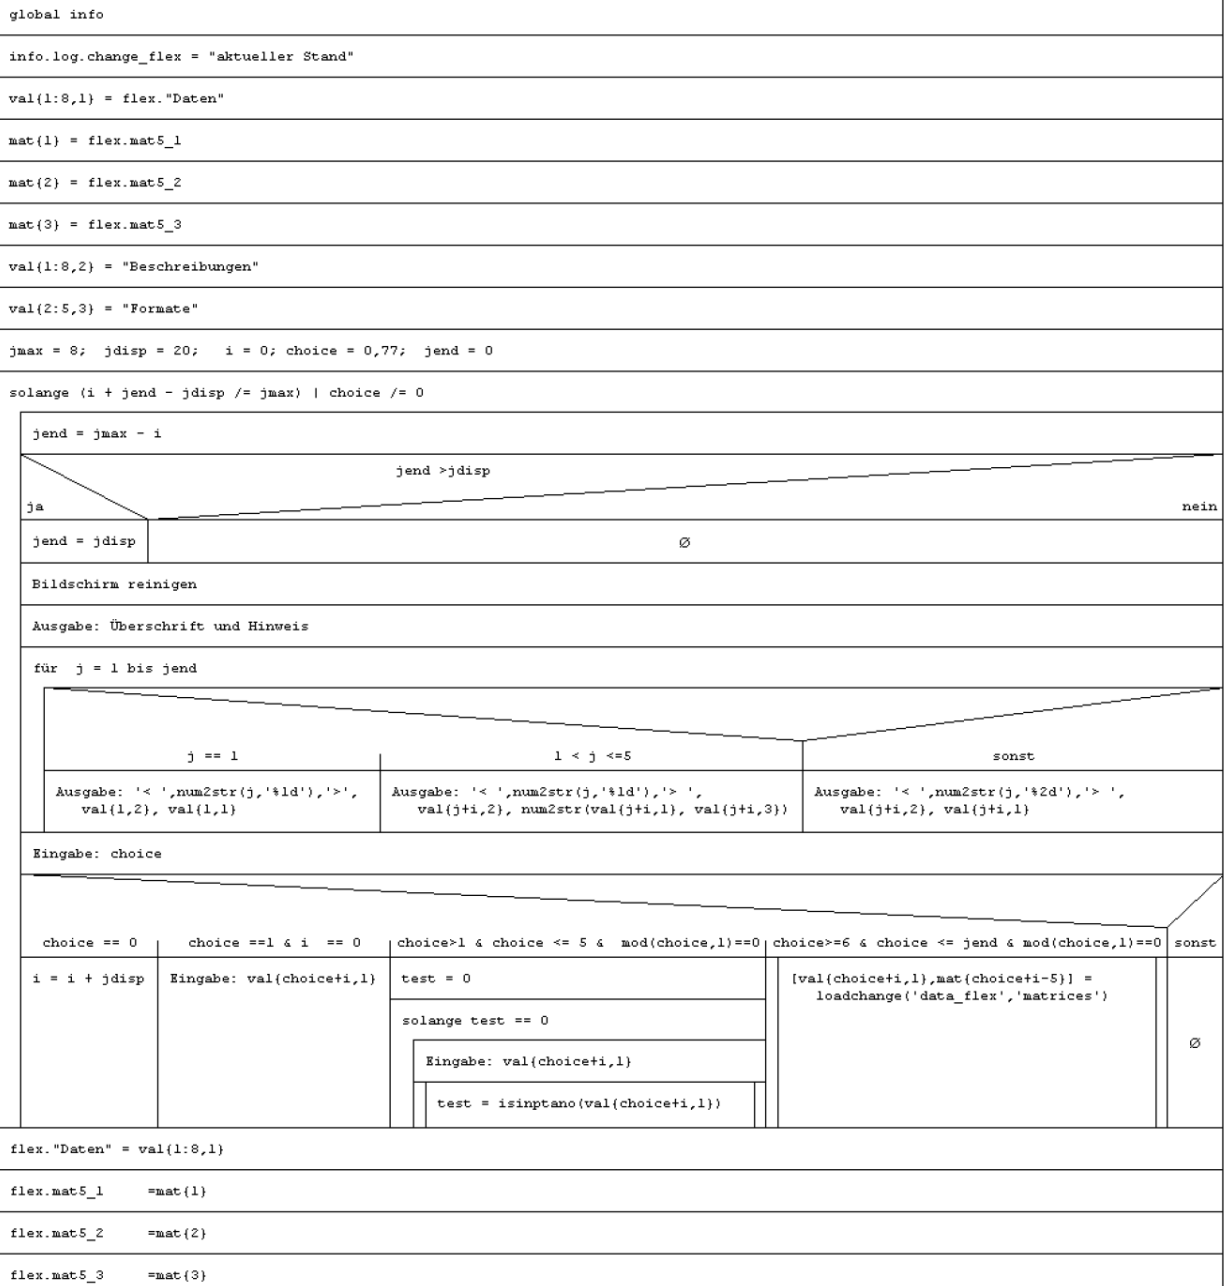 global info
info.log.change_flex = "aktueller Stand"
val{1:8,1} = flex."Daten"
mat{1} = flex.mat5_1
mat{2} = flex.mat5_2
mat{3} = flex.mat5_3
val{1:8,2} = "Beschreibungen"
val{2:5,3} = "Formate"
jmax = 8;  jdisp = 20;   i = 0; choice = 0,77;  jend = 0
solange (i + jend - jdisp /= jmax) | choice /= 0
jend = jmax - i
jend >jdisp
ja
nein
jend = jdisp
Ø
Bildschirm reinigen
Ausgabe: Überschrift und Hinweis
für  j = 1 bis jend
j == 1
1 < j <=5
sonst
Ausgabe: '< ',num2str(j,'%1d'),'>',
val{1,2}, val{1,1}
Ausgabe: '< ',num2str(j,'%1d'),'> ',
val{j+i,2}, num2str(val{j+i,1}, val{j+i,3})
Ausgabe: '< ',num2str(j,'%2d'),'> ',
val{j+i,2}, val{j+i,1}
Eingabe: choice
choice == 0
choice ==1 & i  == 0
choice>1 & choice <= 5 &  mod(choice,1)==0
choice>=6 & choice <= jend & mod(choice,1)==0
sonst
i = i + jdisp
Eingabe: val{choice+i,1}
test = 0
solange test == 0
Eingabe: val{choice+i,1}
test = isinptano(val{choice+i,1})
[val{choice+i,1},mat{choice+i-5}] =
loadchange('data_flex','matrices')
Ø
flex."Daten" = val{1:8,1}
flex.mat5_1     =mat{1}
flex.mat5_2     =mat{2}
flex.mat5_3     =mat{3}